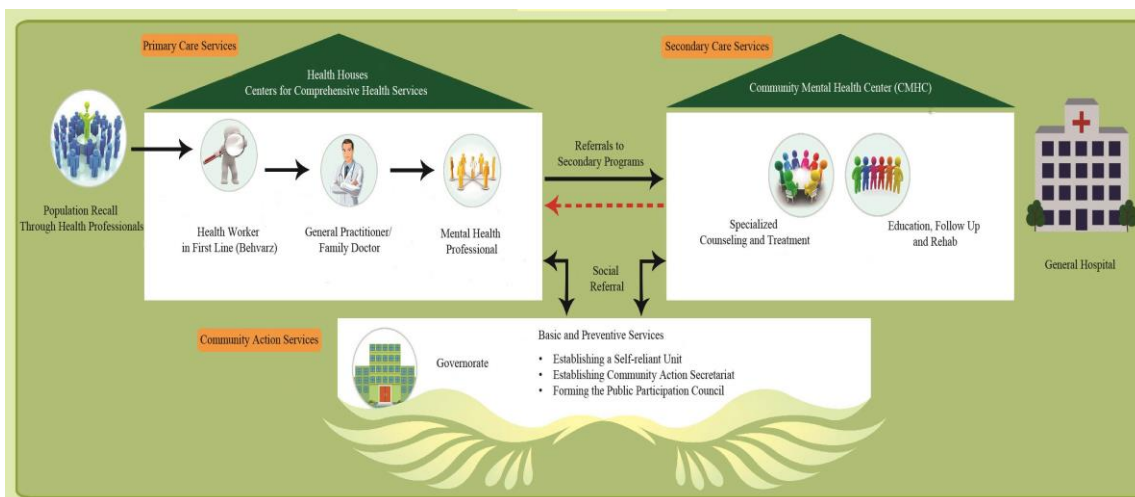 Primary Care Services
Health Houses
Centers for Comprehensive Health Services
Population Recall
Through Health Professionals
Health Worker
in First Line (Behvarz)
General Practitioner/
Family Doctor
Mental Health
Professional
Referrals to
Secondary Programs
Social
Referral
Secondary Care Services
Community Mental Health Center (CMHC)
Specialized
Counseling and Treatment
Education, Follow Up
and Rehab
General Hospital
Community Action Services
Governorate
Basic and Preventive Services
• Establishing a Self-reliant Unit
• Establishing Community Action Secretariat
• Forming the Public Participation Council